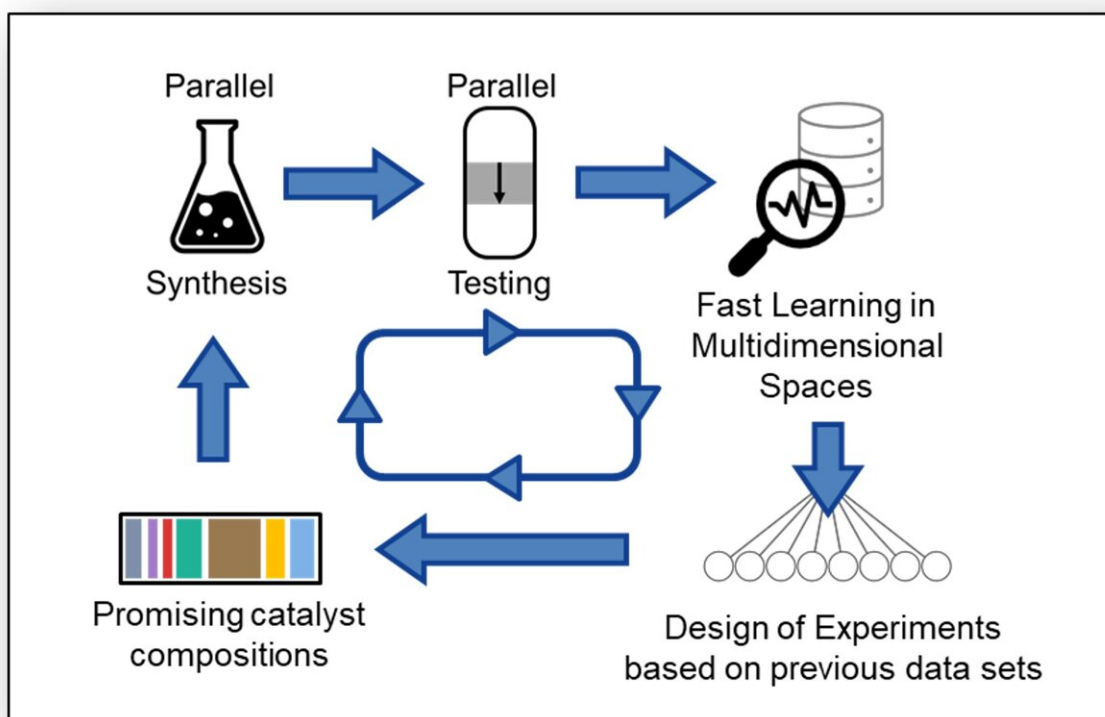 Parallel
Synthesis
Parallel
Testing
Fast Learning in
Multidimensional
Spaces
Design of Experiments
based on previous data sets
Promising catalyst
compositions